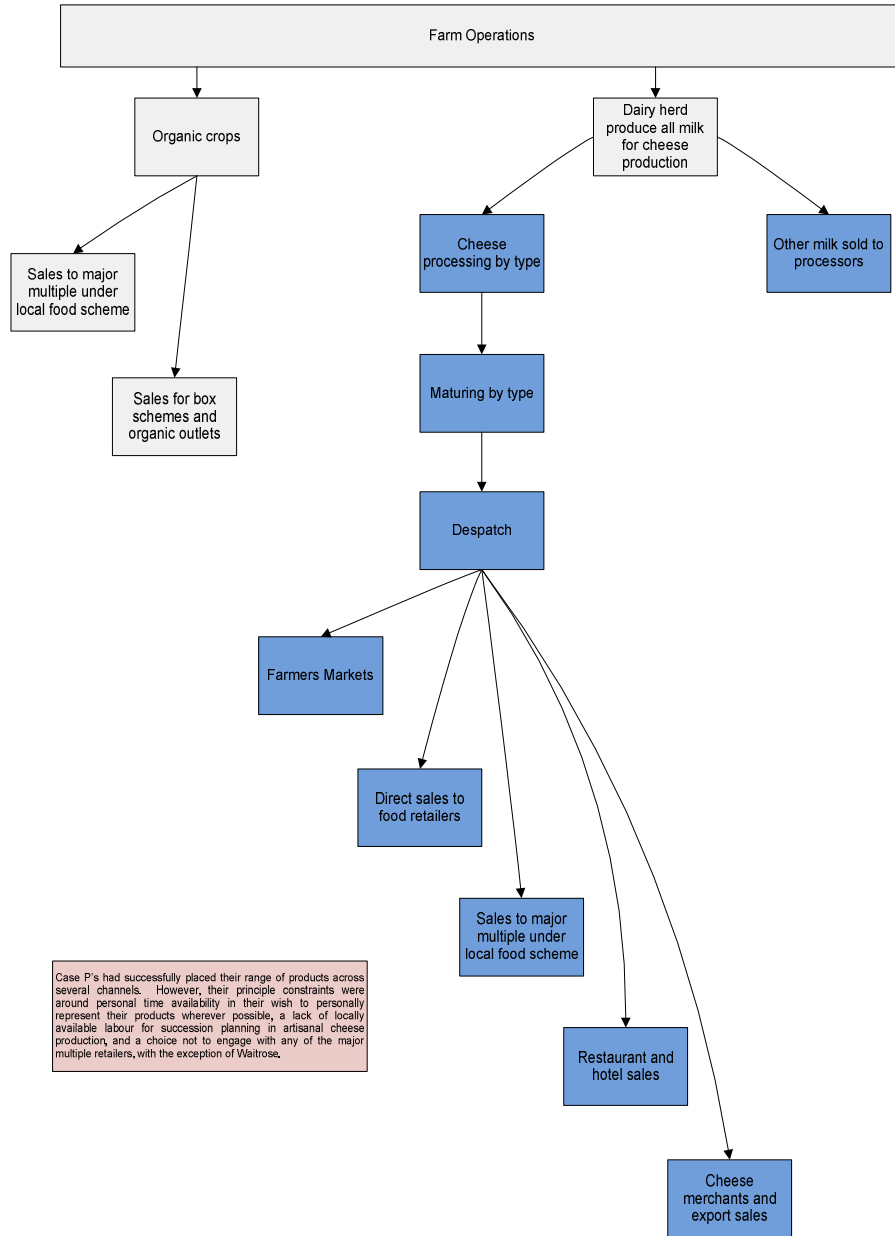 Farm Operations
Organic crops
Dairy herd
produce all milk
for cheese
production
Cheese
processing by type
Other milk sold to
processors
Sales to major
multiple under
local food scheme
Maturing by type
Sales for box
schemes and
organic outlets
Despatch
Farmers Markets
Direct sales to
food retailers
Sales to major
multiple under
local food scheme
Case P's had successfully placed their range of products across
several channels. However, their principle constraints were
around personal time availability in their wish to personally
represent their products wherever possible, a lack of locally
available labour for succession planning in artisanal cheese
production, and a choice not to engage with any of the major
multiple retailers, with the exception of Waitrose.
Restaurant and
hotel sales
Cheese
merchants and
export sales